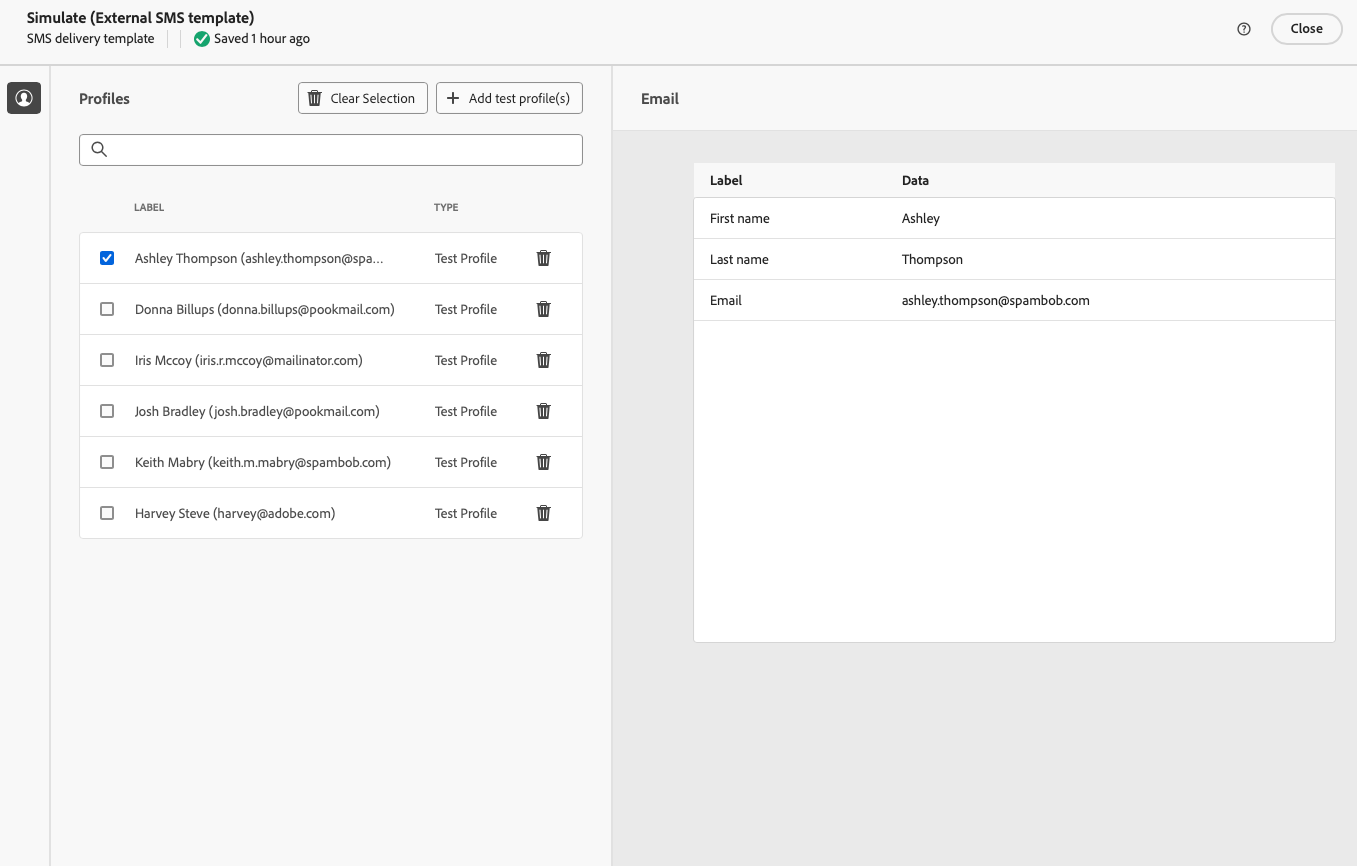 Simulate (External SMS template)
SMS delivery template
Saved 1 hour ago
Close
Profiles
Clear Selection
Add test profile(s)
LABEL TYPE
Ashley Thompson (ashley.thompson@spa... Test Profile
Donna Billups (donna.billups@pookmail.com) Test Profile
Iris Mccoy (iris.r.mccoy@mailinator.com) Test Profile
Josh Bradley (josh.bradley@pookmail.com) Test Profile
Keith Mabry (keith.m.mabry@spambob.com) Test Profile
Harvey Steve (harvey@adobe.com) Test Profile
Email
Label Data
First name Ashley
Last name Thompson
Email ashley.thompson@spambob.com